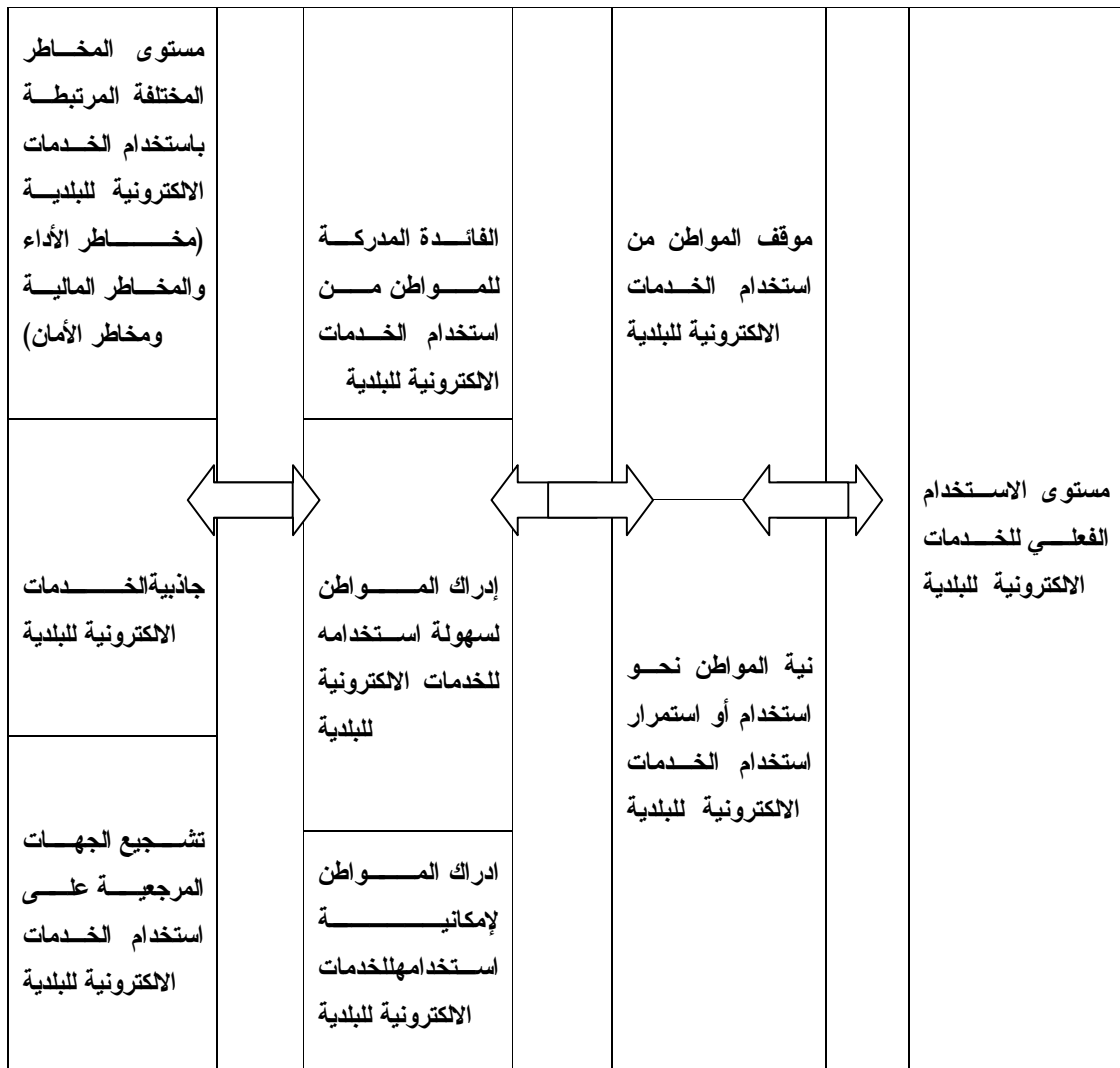 مستوى المخاطر
المختلفة المرتبطة
باستخدام الخدمات
الالكترونية للبلدية
(مخاطر الأداء
والمخاطر المالية
ومخاطر الأمان)
جاذبيةالخدمات
الالكترونية للبلدية
تشجيع الجهات
المرجعية على
استخدام الخدمات
الالكترونية للبلدية
الفائدة المدركة
للمواطن من
استخدام الخدمات
الالكترونية للبلدية
إدراك المواطن
لسهولة استخدامه
للخدمات الالكترونية
للبلدية
ادراك المواطن
لإمكانية
استخدامهللخدمات
الالكترونية للبلدية
موقف المواطن من
استخدام الخدمات
الالكترونية للبلدية
نية المواطن نحو
استخدام أو استمرار
استخدام الخدمات
الالكترونية للبلدية
مستوى الاستخدام
الفعلي للخدمات
الالكترونية للبلدية